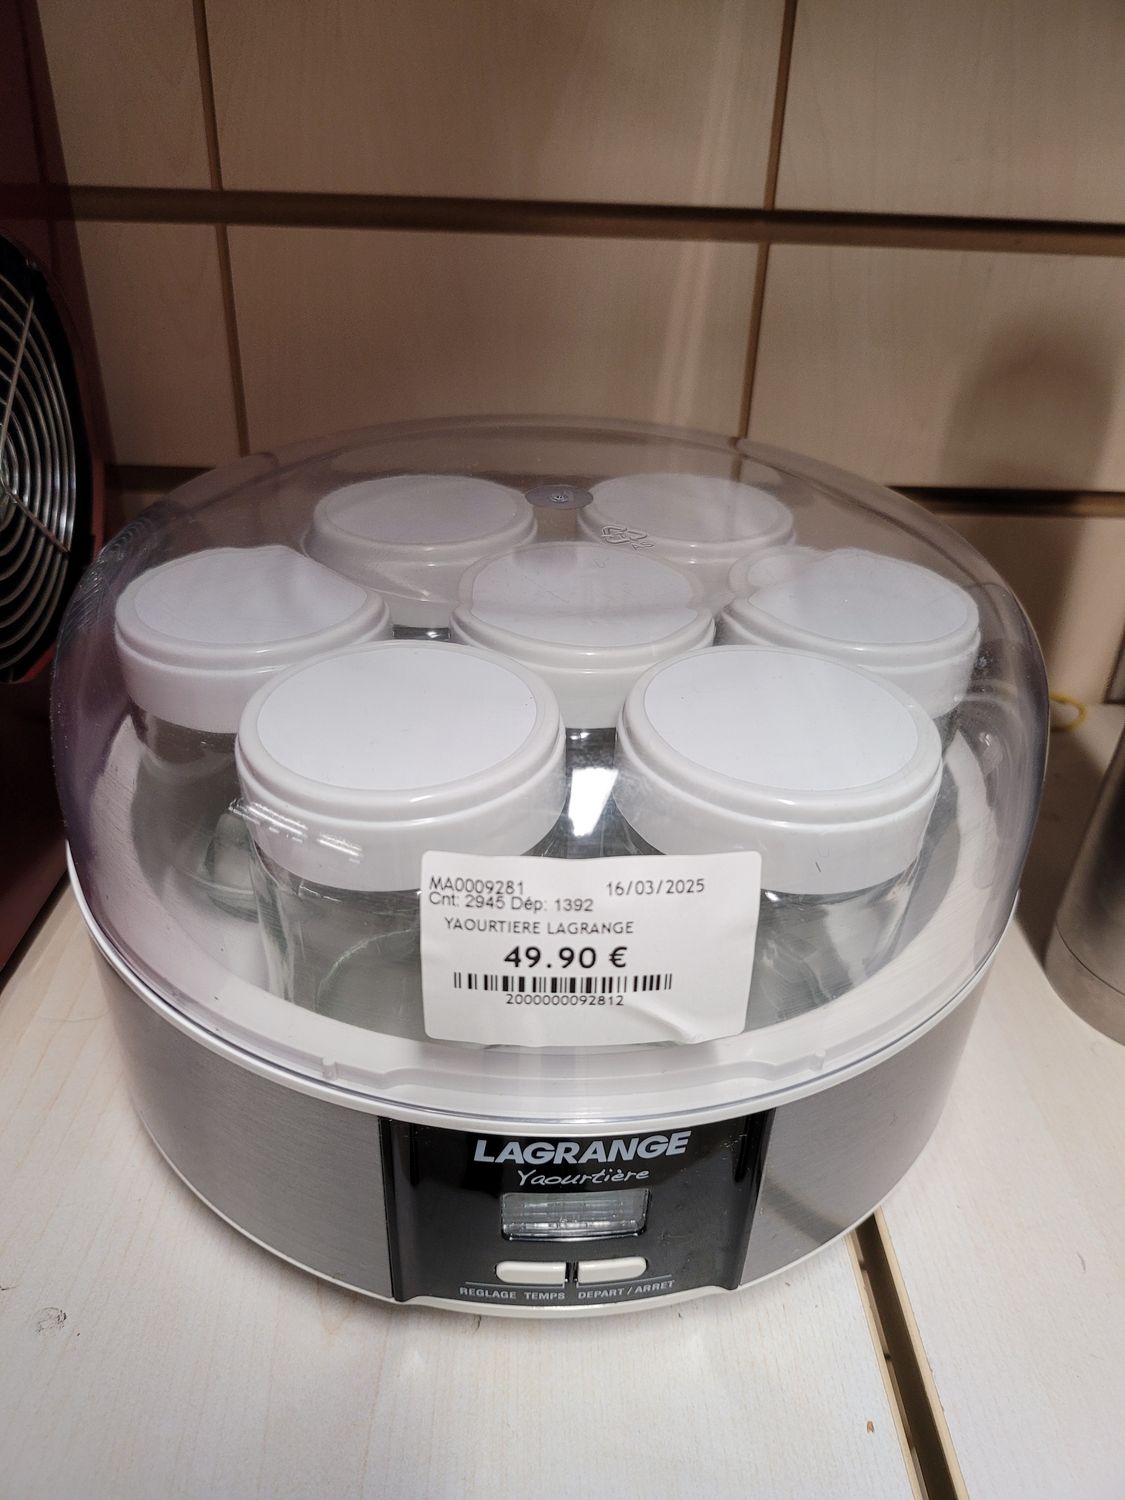 MA0009281 16/03/2025
Cnt: 2945 Dép: 1392
YAOURTIERE LAGRANGE
49.90 €
2000000092812
LAGRANGE
Yaourtière
REGLAGE TEMPS DEPART / ARRET